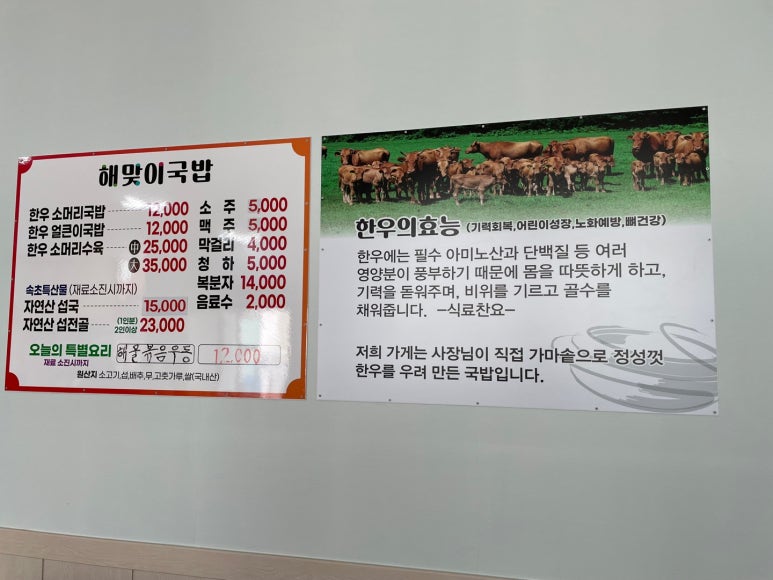 해맞이국밥
한우 소머리국밥 12,000
한우 얼큰이국밥 12,000
한우 소머리수육 中 25,000
大 35,000
속초특산물 (재료소진시까지)
자연산 섭국 15,000
자연산 섭전골 (1인분) 2인이상 23,000
소 주 5,000
맥 주 5,000
막걸리 4,000
청 하 5,000
복분자 14,000
음료수 2,000
오늘의 특별요리 해물볶음우동 12,000
재료 소진시까지
원산지 소고기,섭,배추,무,고춧가루,쌀(국내산)
한우의효능 (기력회복,어린이성장,노화예방,뼈건강)
한우에는 필수 아미노산과 단백질 등 여러
영양분이 풍부하기 때문에 몸을 따뜻하게 하고,
기력을 돋워주며, 비위를 기르고 골수를
채워줍니다. –식료찬요–
저희 가게는 사장님이 직접 가마솥으로 정성껏
한우를 우려 만든 국밥입니다.